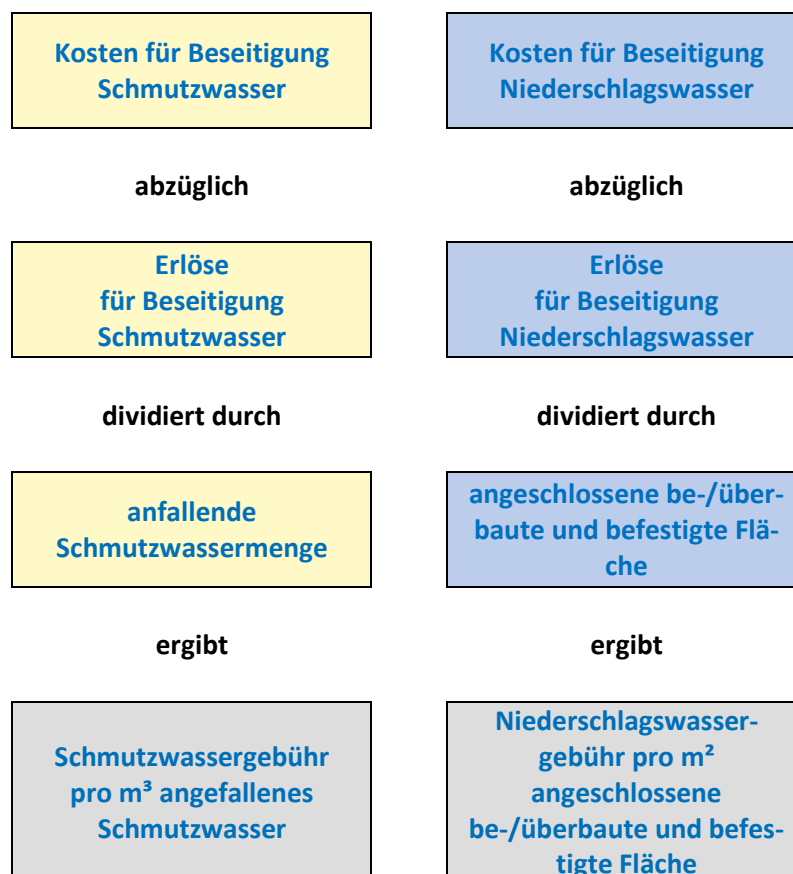 Kosten für Beseitigung
Schmutzwasser
abzüglich
Erlöse
für Beseitigung
Schmutzwasser
dividiert durch
anfallende
Schmutzwassermenge
ergibt
Schmutzwassergebühr
pro m³ angefallenes
Schmutzwasser
Kosten für Beseitigung
Niederschlagswasser
abzüglich
Erlöse
für Beseitigung
Niederschlagswasser
dividiert durch
angeschlossene be-/über-
baute und befestigte Flä-
che
ergibt
Niederschlagswasser-
gebühr pro m²
angeschlossene
be-/überbaute und befes-
tigte Fläche